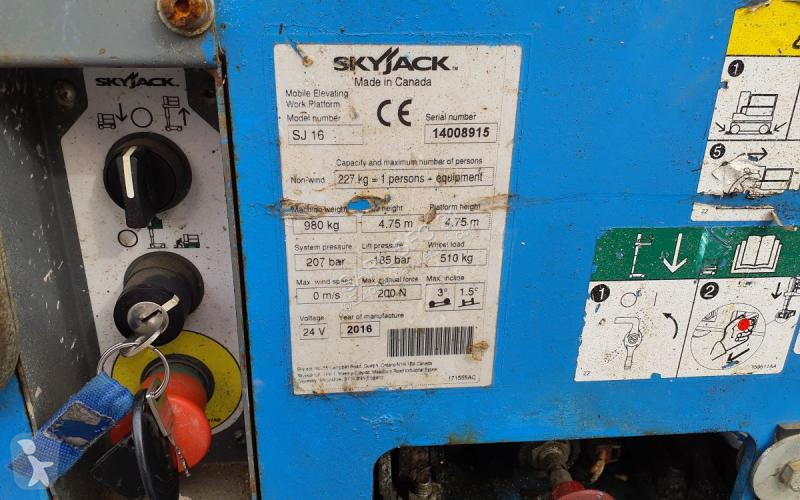 SKYJACK
SKYJACK
Made in Canada
Mobile Elevating
Work Platform
Model number
Serial number
SJ 16
CE
14008915
Capacity and maximum number of persons
Non-wind
227 kg = 1 persons + equipment
Machine weight
height
Platform height
980 kg
4.75 m
4.75 m
System pressure
Lift pressure
Wheel load
207 bar
510 kg
Max. wind speed
Max. manual force
Max. incline
0 m/s
200 N
3°
1.5°
Voltage
Year of manufacture
24 V
2016
171555AC
1
5
ZZ
1
2
ZZ